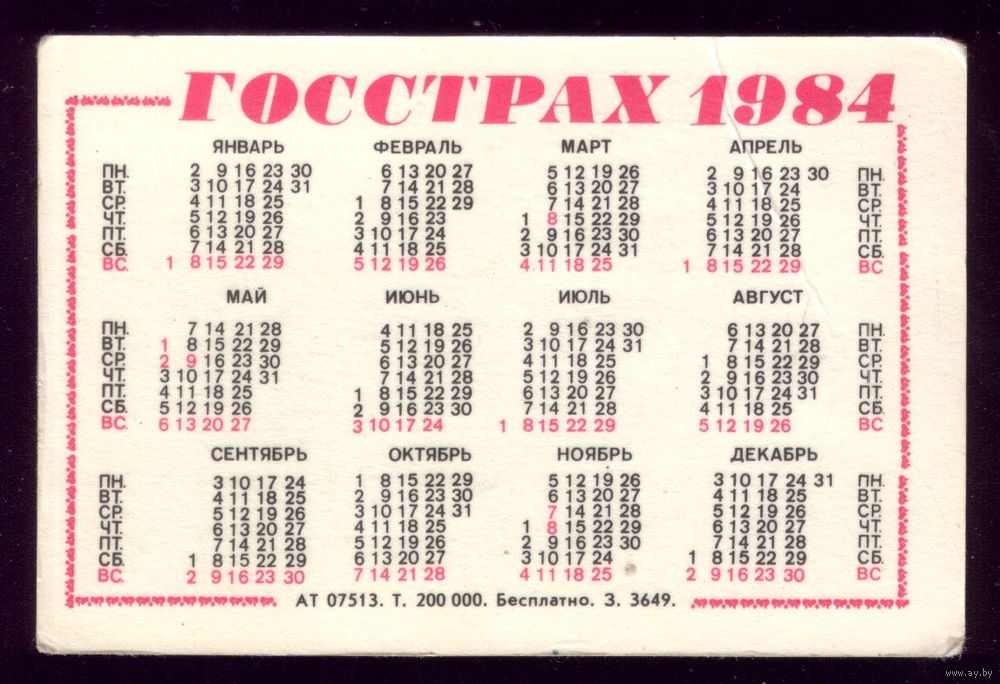 ГОССТРАХ 1984
ЯНВАРЬ ФЕВРАЛЬ МАРТ АПРЕЛЬ
ПН. 2 9 16 23 30 6 13 20 27 5 12 19 26 2 9 16 23 30 ПН.
ВТ. 3 10 17 24 31 7 14 21 28 6 13 20 27 3 10 17 24 ВТ.
СР. 4 11 18 25 1 8 15 22 29 7 14 21 28 4 11 18 25 СР.
ЧТ. 5 12 19 26 2 9 16 23 1 8 15 22 29 5 12 19 26 ЧТ.
ПТ. 6 13 20 27 3 10 17 24 2 9 16 23 30 6 13 20 27 ПТ.
СБ. 7 14 21 28 4 11 18 25 3 10 17 24 31 7 14 21 28 СБ.
ВС. 1 8 15 22 29 5 12 19 26 4 11 18 25 1 8 15 22 29 ВС
МАЙ ИЮНЬ ИЮЛЬ АВГУСТ
ПН. 7 14 21 28 4 11 18 25 2 9 16 23 30 6 13 20 27 ПН.
ВТ. 1 8 15 22 29 5 12 19 26 3 10 17 24 31 7 14 21 28 ВТ.
СР. 2 9 16 23 30 6 13 20 27 4 11 18 25 1 8 15 22 29 СР.
ЧТ. 3 10 17 24 31 7 14 21 28 5 12 19 26 2 9 16 23 30 ЧТ.
ПТ. 4 11 18 25 1 8 15 22 29 6 13 20 27 3 10 17 24 31 ПТ.
СБ. 5 12 19 26 2 9 16 23 30 7 14 21 28 4 11 18 25 СБ.
ВС. 6 13 20 27 3 10 17 24 1 8 15 22 29 5 12 19 26 ВС.
СЕНТЯБРЬ ОКТЯБРЬ НОЯБРЬ ДЕКАБРЬ
ПН. 3 10 17 24 1 8 15 22 29 5 12 19 26 3 10 17 24 31 ПН.
ВТ. 4 11 18 25 2 9 16 23 30 6 13 20 27 4 11 18 25 ВТ.
СР. 5 12 19 26 3 10 17 24 31 7 14 21 28 5 12 19 26 СР.
ЧТ. 6 13 20 27 4 11 18 25 1 8 15 22 29 6 13 20 27 ЧТ.
ПТ. 7 14 21 28 5 12 19 26 2 9 16 23 30 7 14 21 28 ПТ.
СБ. 1 8 15 22 29 6 13 20 27 3 10 17 24 1 8 15 22 29 СБ.
ВС. 2 9 16 23 30 7 14 21 28 4 11 18 25 2 9 16 23 30 ВС
АТ 07513. Т. 200 000. Бесплатно. З. 3649.
www.ay.by